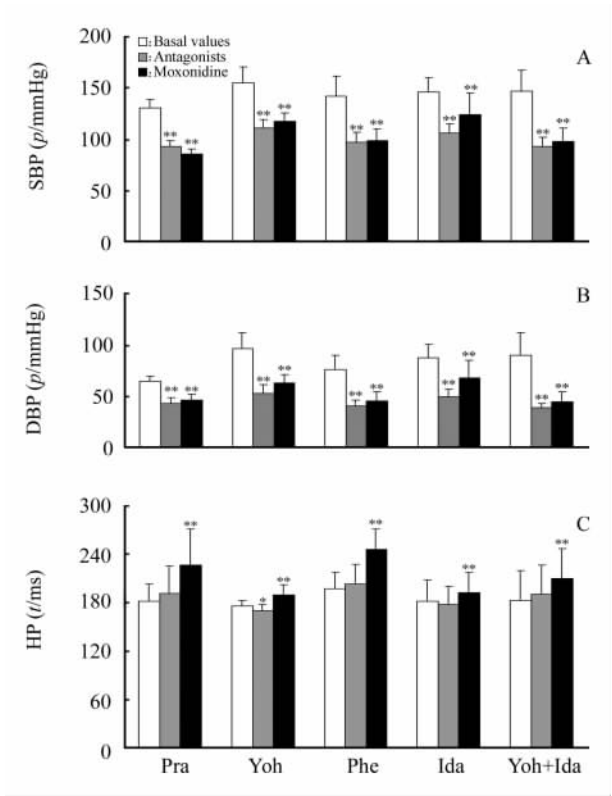 200
□: Basal values
■: Antagonists
■: Moxonidine
A
150
100
50
0
SBP (p/mmHg)
** ** ** ** ** ** ** ** ** **
150
B
100
50
0
DBP (p/mmHg)
** ** ** ** ** ** ** ** ** **
300
C
240
180
120
60
0
HP (t/ms)
** * ** ** ** **
Pra Yoh Phe Ida Yoh+Ida